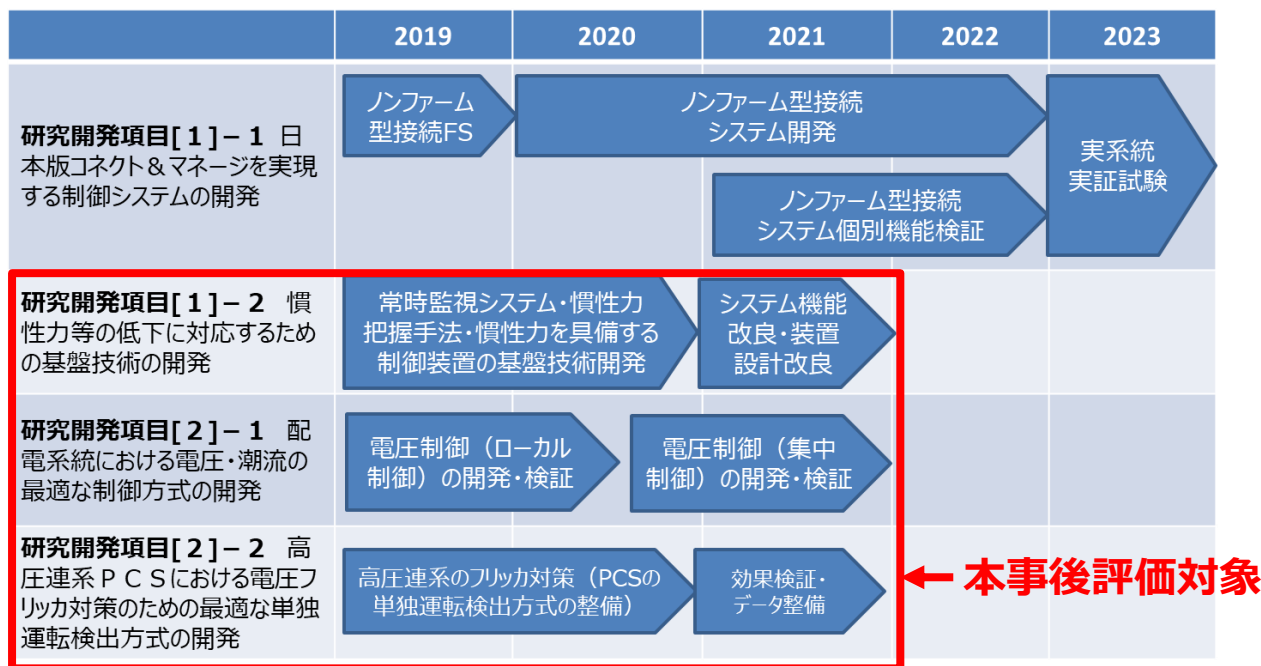 2019 2020 2021 2022 2023
研究開発項目[１]－１ 日
本版コネクト＆マネージを実現
する制御システムの開発
ノンファーム
型接続FS
ノンファーム型接続
システム開発
ノンファーム型接続
システム個別機能検証
実系統
実証試験
研究開発項目[１]－２ 慣
性力等の低下に対応するため
の基盤技術の開発
常時監視システム・慣性力
把握手法・慣性力を具備する
制御装置の基盤技術開発
システム機能
改良・装置
設計改良
研究開発項目[２]－１ 配
電系統における電圧・潮流の
最適な制御方式の開発
電圧制御（ローカル
制御）の開発・検証
電圧制御（集中
制御）の開発・検証
研究開発項目[２]－２ 高
圧連系ＰＣＳにおける電圧フ
リッカ対策のための最適な単独
運転検出方式の開発
高圧連系のフリッカ対策（PCSの
単独運転検出方式の整備）
効果検証・
データ整備
本事後評価対象